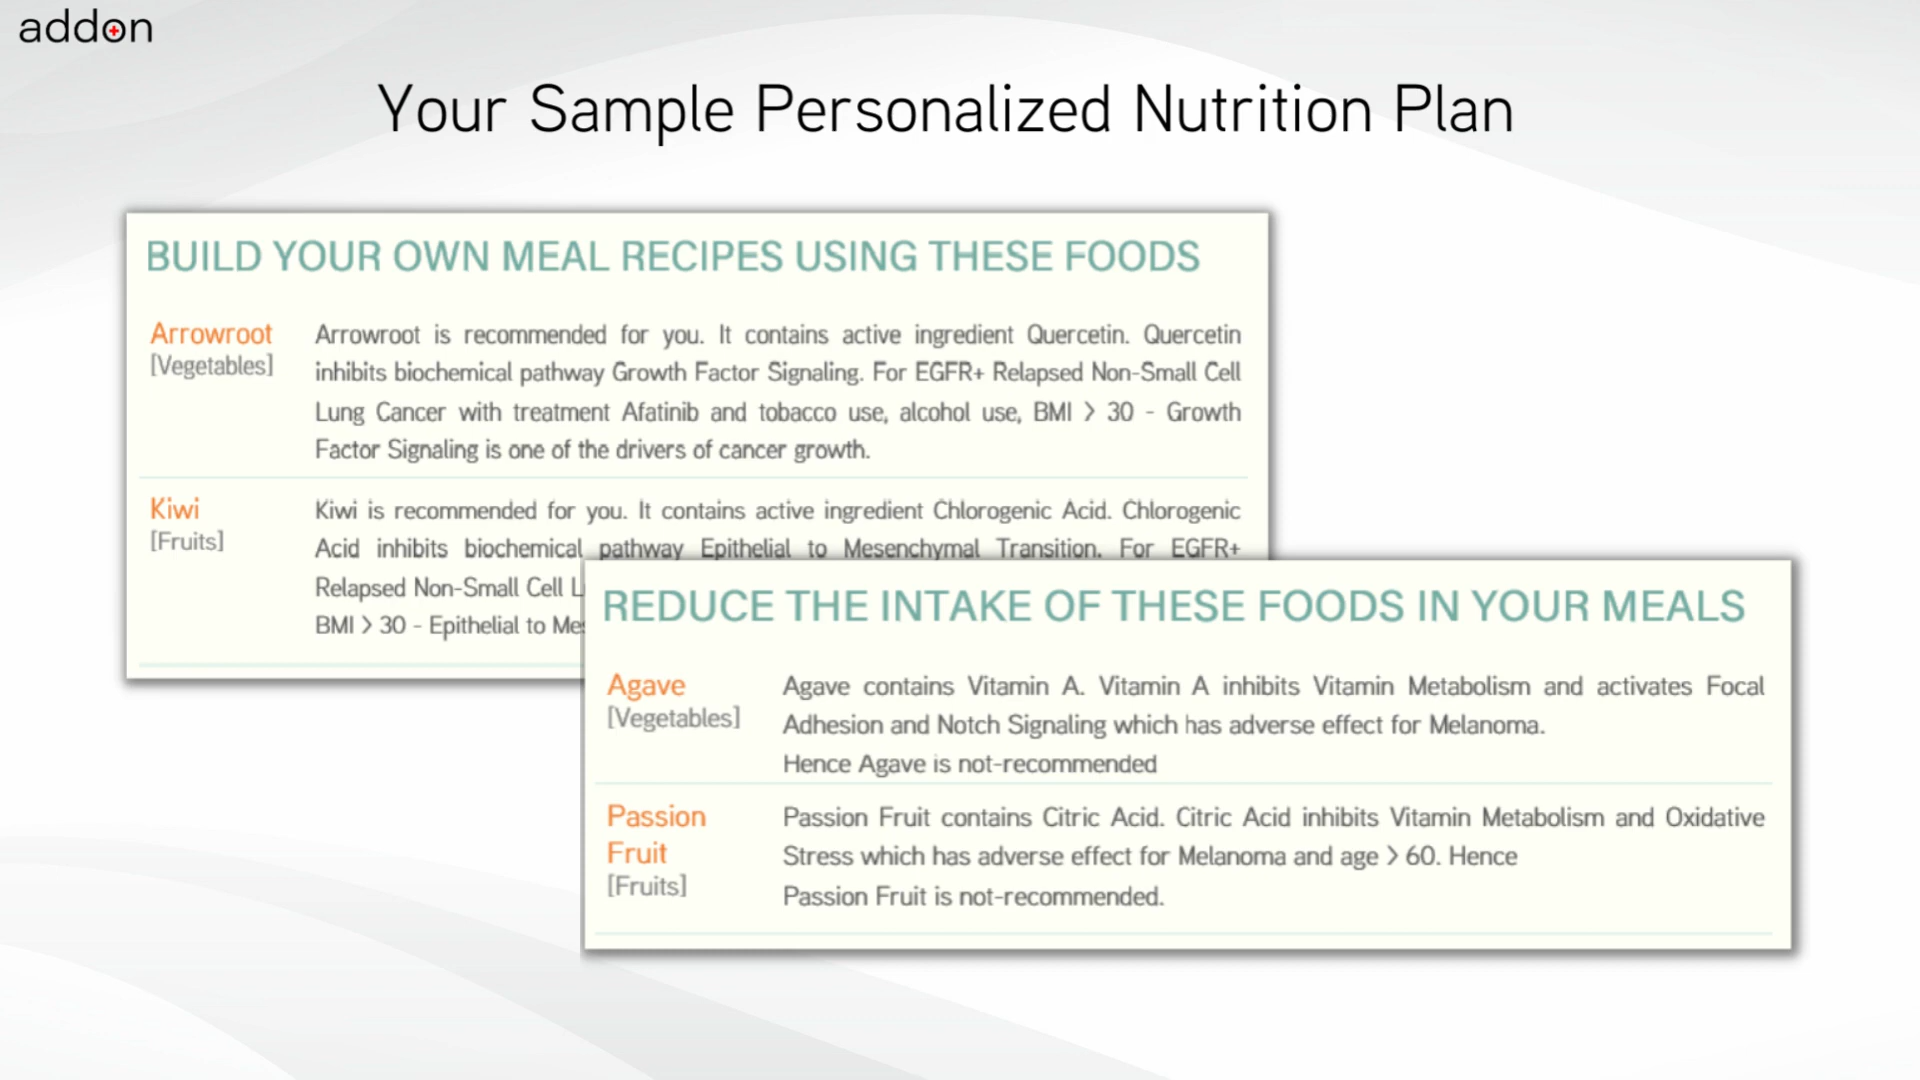 addon
Your Sample Personalized Nutrition Plan
BUILD YOUR OWN MEAL RECIPES USING THESE FOODS
Arrowroot
[Vegetables]
Arrowroot is recommended for you. It contains active ingredient Quercetin. Quercetin
inhibits biochemical pathway Growth Factor Signaling. For EGFR+ Relapsed Non-Small Cell
Lung Cancer with treatment Afatinib and tobacco use, alcohol use, BMI > 30 - Growth
Factor Signaling is one of the drivers of cancer growth.
Kiwi
[Fruits]
Kiwi is recommended for you. It contains active ingredient Chlorogenic Acid. Chlorogenic
Acid inhibits biochemical pathway Epithelial to Mesenchymal Transition. For EGFR+
Relapsed Non-Small Cell
BMI > 30 - Epithelial to
REDUCE THE INTAKE OF THESE FOODS IN YOUR MEALS
Agave
[Vegetables]
Agave contains Vitamin A. Vitamin A inhibits Vitamin Metabolism and activates Focal
Adhesion and Notch Signaling which has adverse effect for Melanoma.
Hence Agave is not-recommended
Passion
Fruit
[Fruits]
Passion Fruit contains Citric Acid. Citric Acid inhibits Vitamin Metabolism and Oxidative
Stress which has adverse effect for Melanoma and age > 60. Hence
Passion Fruit is not-recommended.